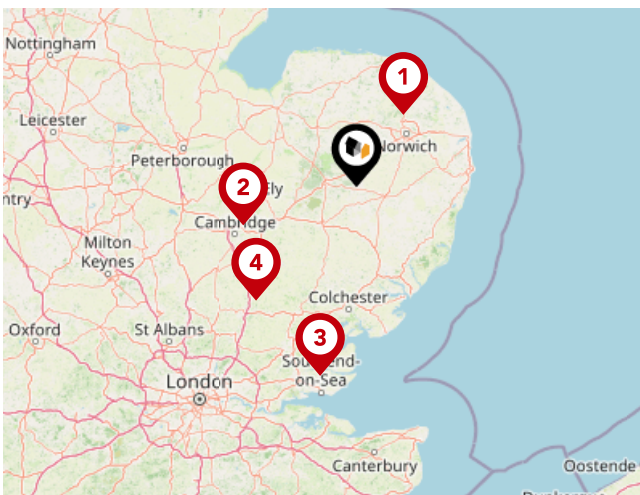 Nottingham
1
Leicester
Norwich
Peterborough
2
Ely
ntry
Cambridge
Milton
Keynes
4
Colchester
Oxford
St Albans
3
Southend-
on-Sea
London
Canterbury
Oostende